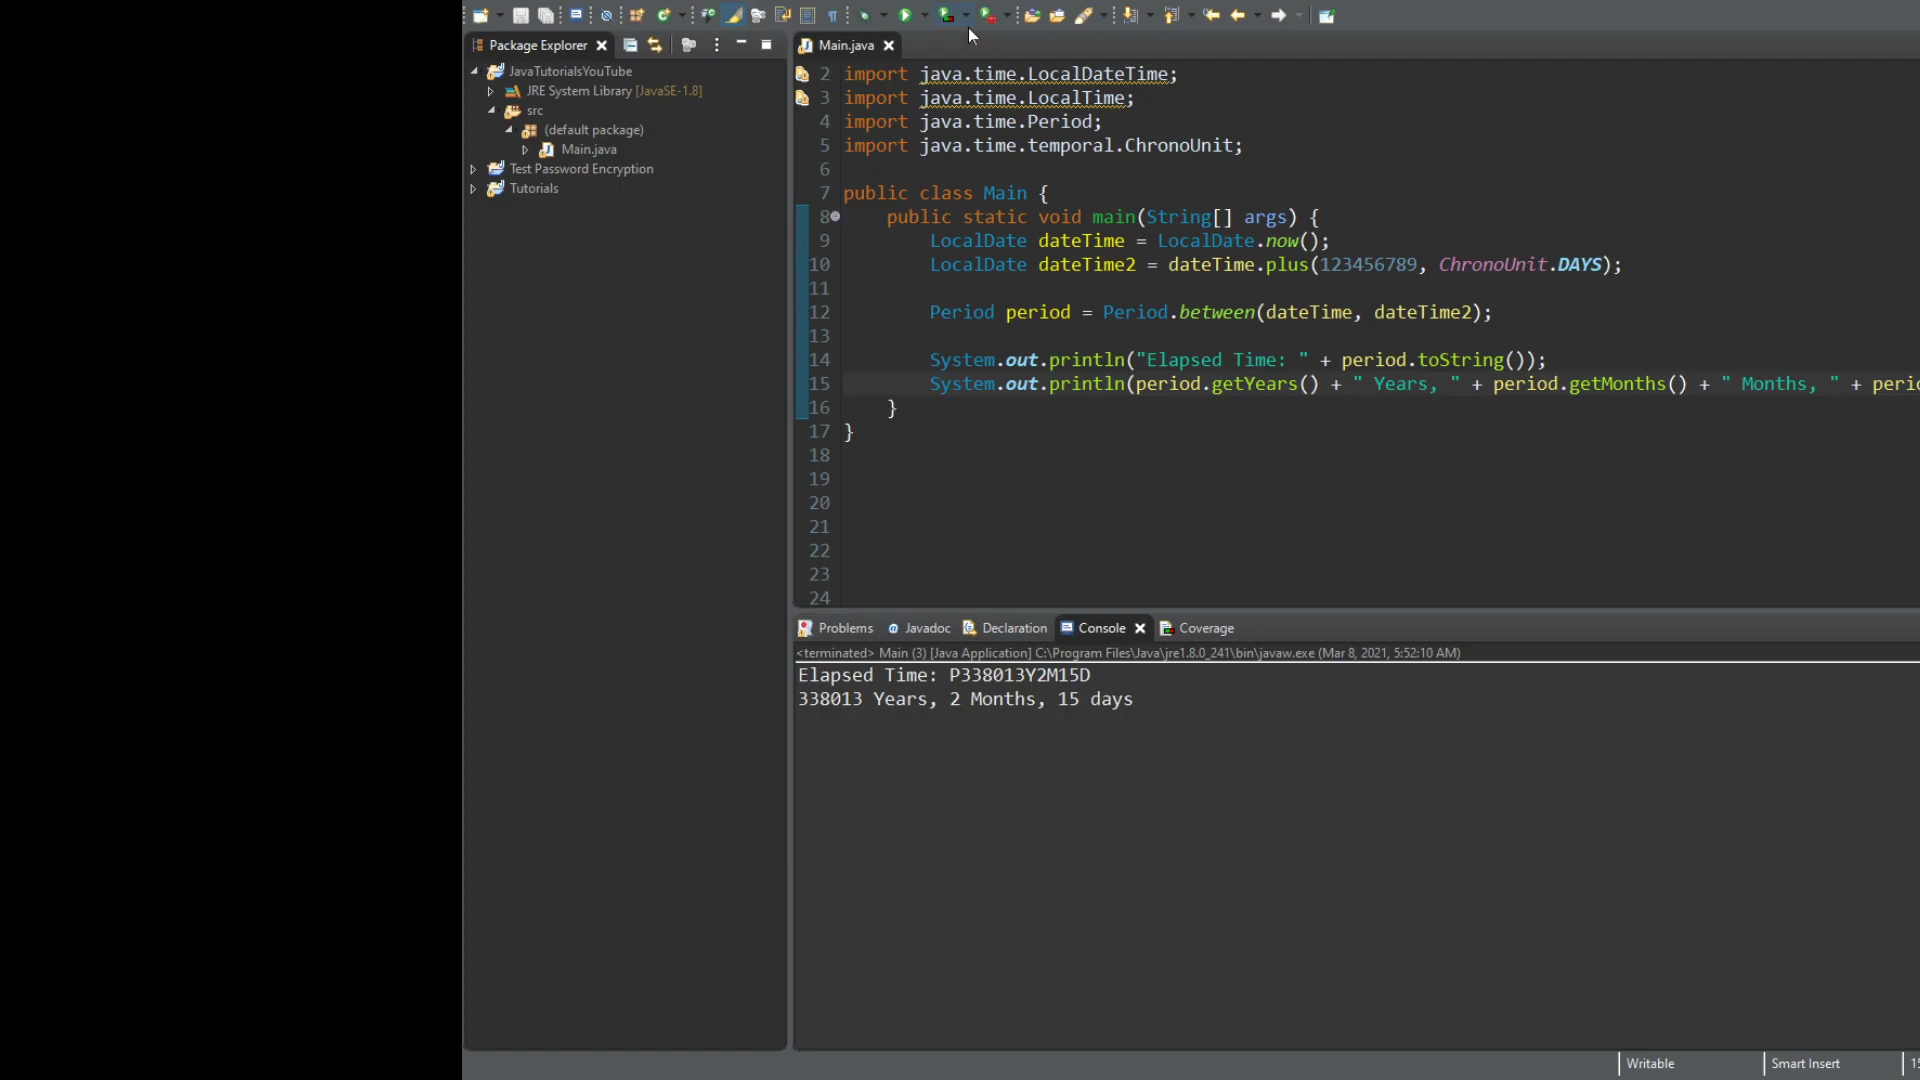 Package Explorer
JavaTutorialsYouTube
JRE System Library [JavaSE-1.8]
src
(default package)
Main.java
Test Password Encryption
Tutorials
Main.java
2 import java.time.LocalDateTime;
3 import java.time.LocalTime;
4 import java.time.Period;
5 import java.time.temporal.ChronoUnit;
6
7 public class Main {
8 public static void main(String[] args) {
9 LocalDate dateTime = LocalDate.now();
10 LocalDate dateTime2 = dateTime.plus(123456789, ChronoUnit.DAYS);
11
12 Period period = Period.between(dateTime, dateTime2);
13
14 System.out.println("Elapsed Time: " + period.toString());
15 System.out.println(period.getYears() + " Years, " + period.getMonths() + " Months, " +
16 }
17 }
18
19
20
21
22
23
24
Problems Javadoc Declaration Console Coverage
<terminated> Main (3) [Java Application] C:\Program Files\Java\jre1.8.0_241\bin\javaw.exe (Mar 8, 2021, 5:52:10 AM)
Elapsed Time: P338013Y2M15D
338013 Years, 2 Months, 15 days
Writable Smart Insert